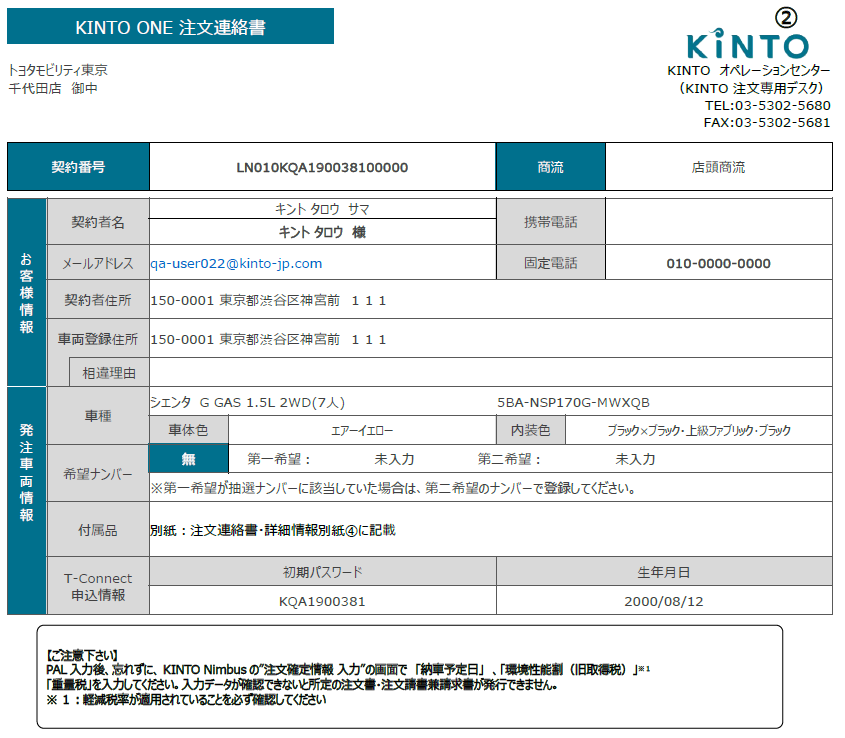 KINTO ONE 注文連絡書
②
KINTO
トヨタモビリティ東京
千代田店 御中
KINTO オペレーションセンター
（KINTO 注文専用デスク）
TEL:03-5302-5680
FAX:03-5302-5681
契約番号 LN010KQA190038100000 商流 店頭商流
お客様情報
契約者名 キント タロウ サマ
キント タロウ 様
携帯電話
メールアドレス qa-user022@kinto-jp.com 固定電話 010-0000-0000
契約者住所 150-0001 東京都渋谷区神宮前 １１１
車両登録住所 150-0001 東京都渋谷区神宮前 １１１
相違理由
発注車両情報
車種 シエンタ G GAS 1.5L 2WD(7人) 5BA-NSP170G-MWXQB
車体色 エアーイエロー 内装色 ブラック×ブラック・上級ファブリック・ブラック
希望ナンバー 無 第一希望： 未入力 第二希望： 未入力
※第一希望が抽選ナンバーに該当していた場合は、第二希望のナンバーで登録してください。
付属品 別紙：注文連絡書・詳細情報別紙④に記載
T-Connect
申込情報
初期パスワード 生年月日
KQA1900381 2000/08/12
【ご注意下さい】
PAL 入力後、忘れずに、KINTO Nimbusの"注文確定情報 入力"の画面で「納車予定日」、「環境性能割（旧取得税）」※1
「重量税」を入力してください。入力データが確認できないと所定の注文書・注文請書兼請求書が発行できません。
※ １：軽減税率が適用されていることを必ず確認してください